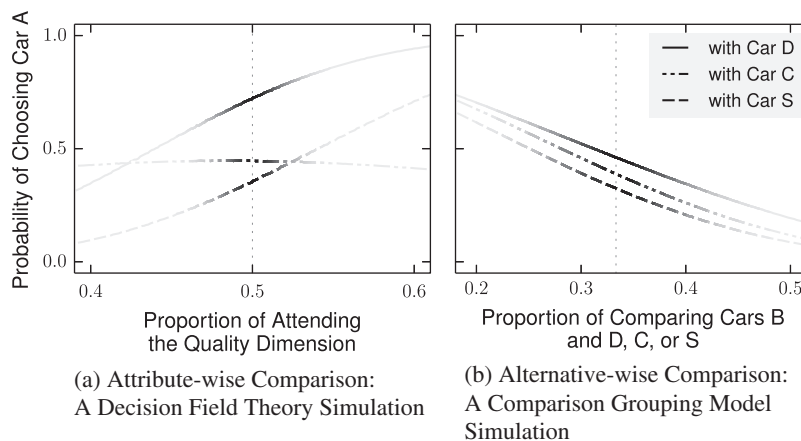 Probability of Choosing Car A
1.0
0.5
0.0
0.4
0.5
0.6
Proportion of Attending
the Quality Dimension
(a) Attribute-wise Comparison:
A Decision Field Theory Simulation
with Car D
with Car C
with Car S
0.2
0.3
0.4
0.5
Proportion of Comparing Cars B
and D, C, or S
(b) Alternative-wise Comparison:
A Comparison Grouping Model
Simulation